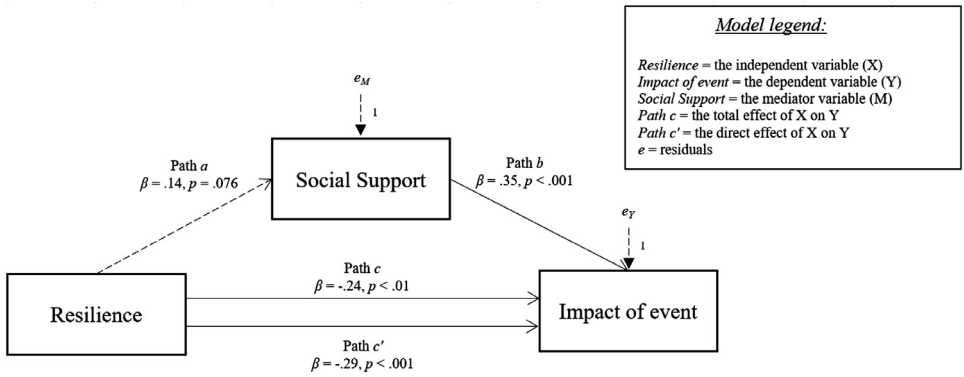 Model legend:
Resilience = the independent variable (X)
Impact of event = the dependent variable (Y)
Social Support = the mediator variable (M)
Path c = the total effect of X on Y
Path c' = the direct effect of X on Y
e = residuals
eM
1
Social Support
Path a
β = .14, p = .076
Path b
β = .35, p < .001
eY
1
Resilience
Path c
β = -.24, p < .01
Impact of event
Path c'
β = -.29, p < .001